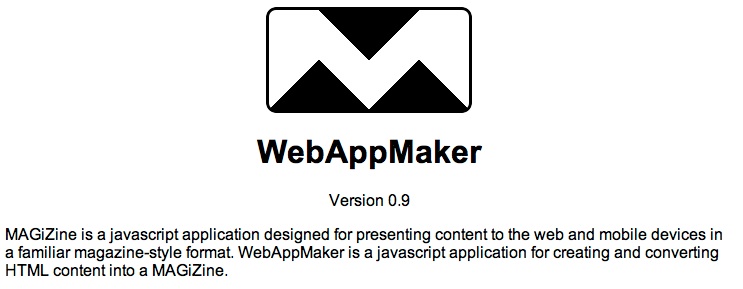 WebAppMaker
Version 0.9
MAGiZine is a javascript application designed for presenting content to the web and mobile devices in
a familiar magazine-style format. WebAppMaker is a javascript application for creating and converting
HTML content into a MAGiZine.